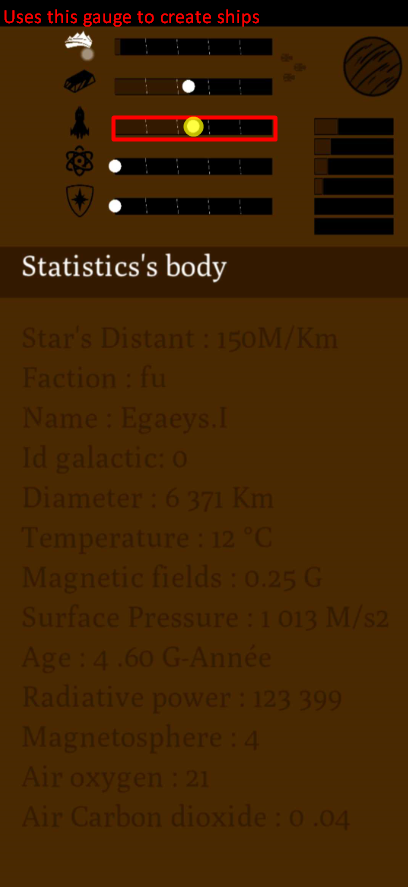 Uses this gauge to create ships
Statistics's body
Star's Distant : 150M/Km
Faction : fu
Name : Egaeys.I
Id galactic: 0
Diameter : 6 371 Km
Temperature : 12 °C
Magnetic fields : 0.25 G
Surface Pressure : 1 013 M/s2
Age : 4 .60 G-Année
Radiative power : 123 399
Magnetosphere : 4
Air oxygen : 21
Air Carbon dioxide : 0 .04